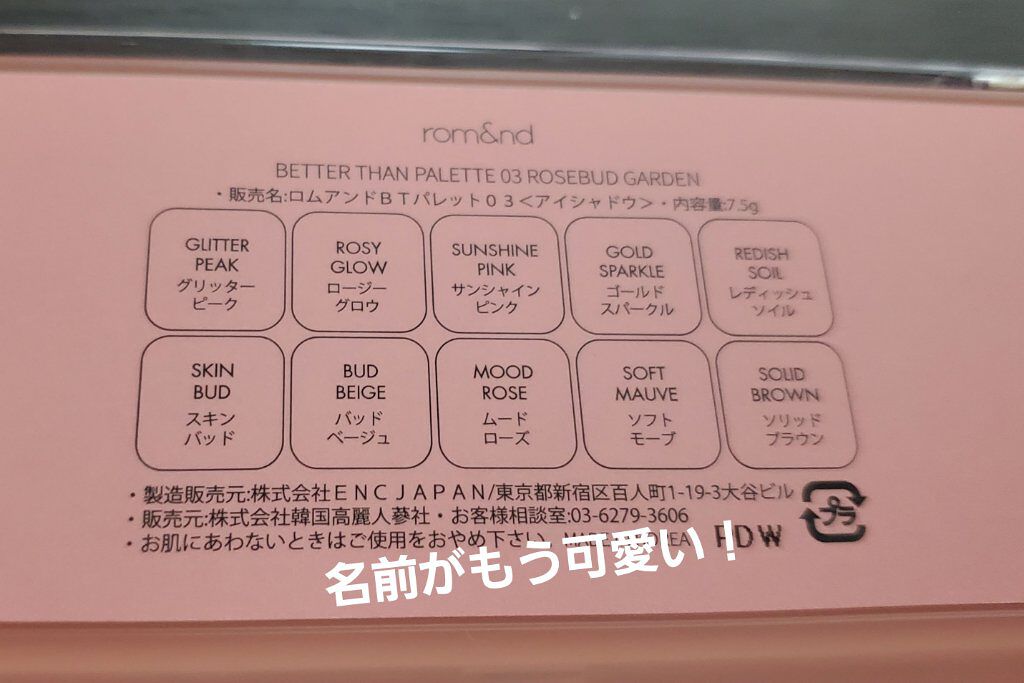 rom&nd
BETTER THAN PALETTE 03 ROSEBUD GARDEN
・販売名:ロムアンドＢＴパレット０３＜アイシャドウ＞・内容量:7.5g
GLITTER
PEAK
グリッター
ピーク
ROSY
GLOW
ロージー
グロウ
SUNSHINE
PINK
サンシャイン
ピンク
GOLD
SPARKLE
ゴールド
スパークル
REDISH
SOIL
レディッシュ
ソイル
SKIN
BUD
スキン
バッド
BUD
BEIGE
バッド
ベージュ
MOOD
ROSE
ムード
ローズ
SOFT
MAUVE
ソフト
モーブ
SOLID
BROWN
ソリッド
ブラウン
・製造販売元:株式会社ＥＮＣＪＡＰＡＮ/東京都新宿区百人町1-19-3大谷ビル
・販売元:株式会社韓国高麗人蔘社・お客様相談室:03-6279-3606
・お肌にあわないときはご使用をおやめ下さい。
プラ
PDW
名前がもう可愛い！